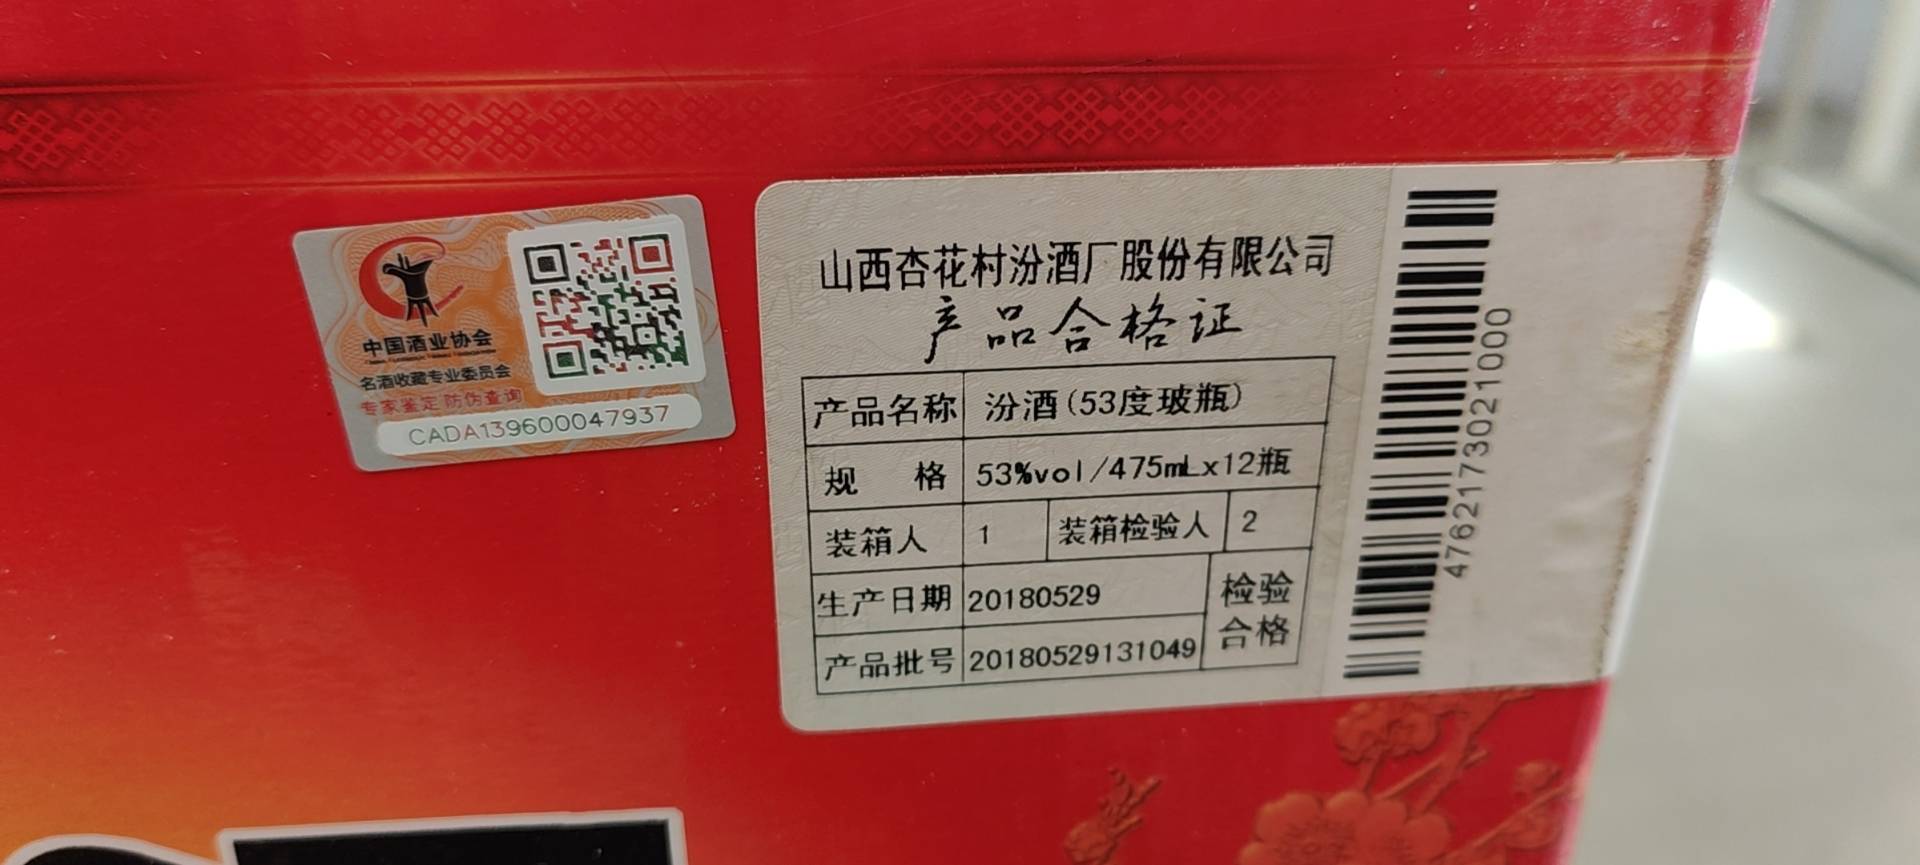 中国酒业协会
名酒收藏专业委员会
专家鉴定 防伪查询
CADA139600047937
山西杏花村汾酒厂股份有限公司
产品合格证
产品名称 汾酒(53度玻瓶)
规 格 53%vol/475mLx12瓶
装箱人 1 装箱检验人 2
生产日期 20180529 检验
产品批号 20180529131049 合格
4762173021000